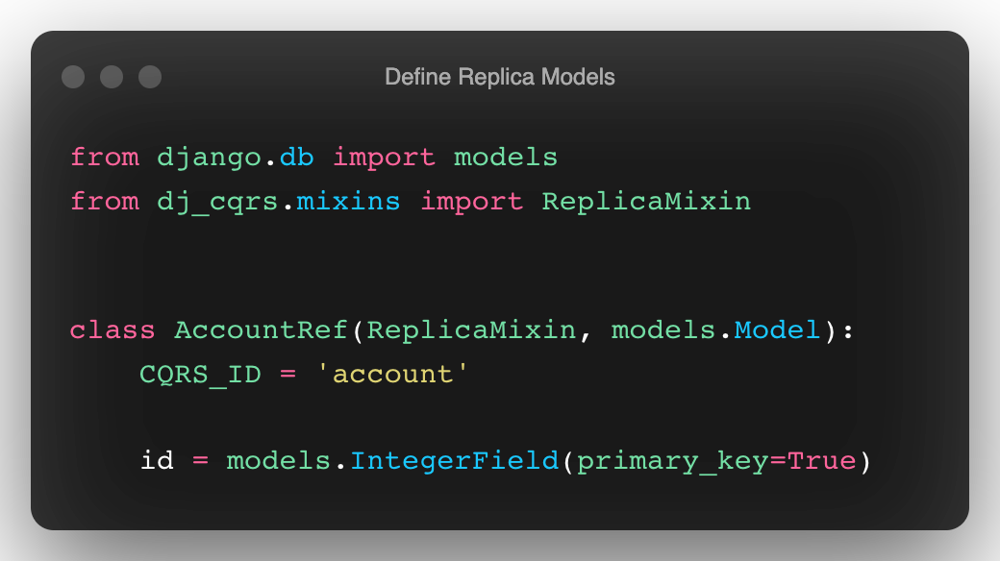 Define Replica Models
from django.db import models
from dj_cqrs.mixins import ReplicaMixin
class AccountRef(ReplicaMixin, models.Model):
    CQRS_ID = 'account'
    id = models.IntegerField(primary_key=True)